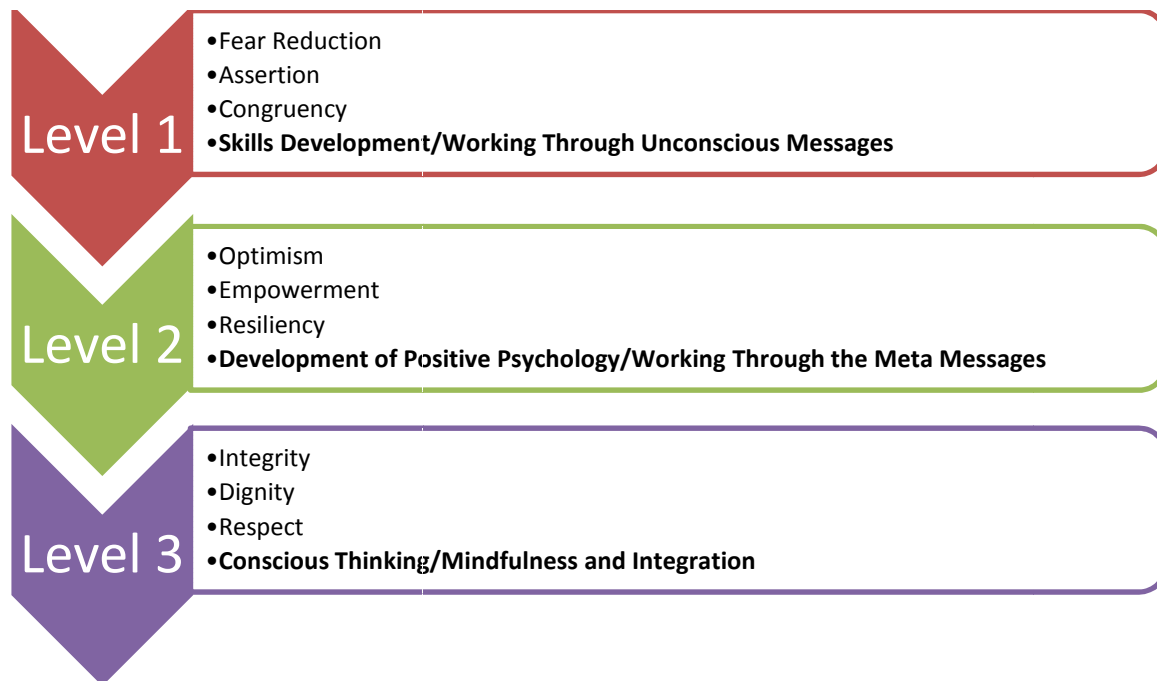 Level 1
•Fear Reduction
•Assertion
•Congruency
•Skills Development/Working Through Unconscious Messages
Level 2
•Optimism
•Empowerment
•Resiliency
•Development of Positive Psychology/Working Through the Meta Messages
Level 3
•Integrity
•Dignity
•Respect
•Conscious Thinking/Mindfulness and Integration